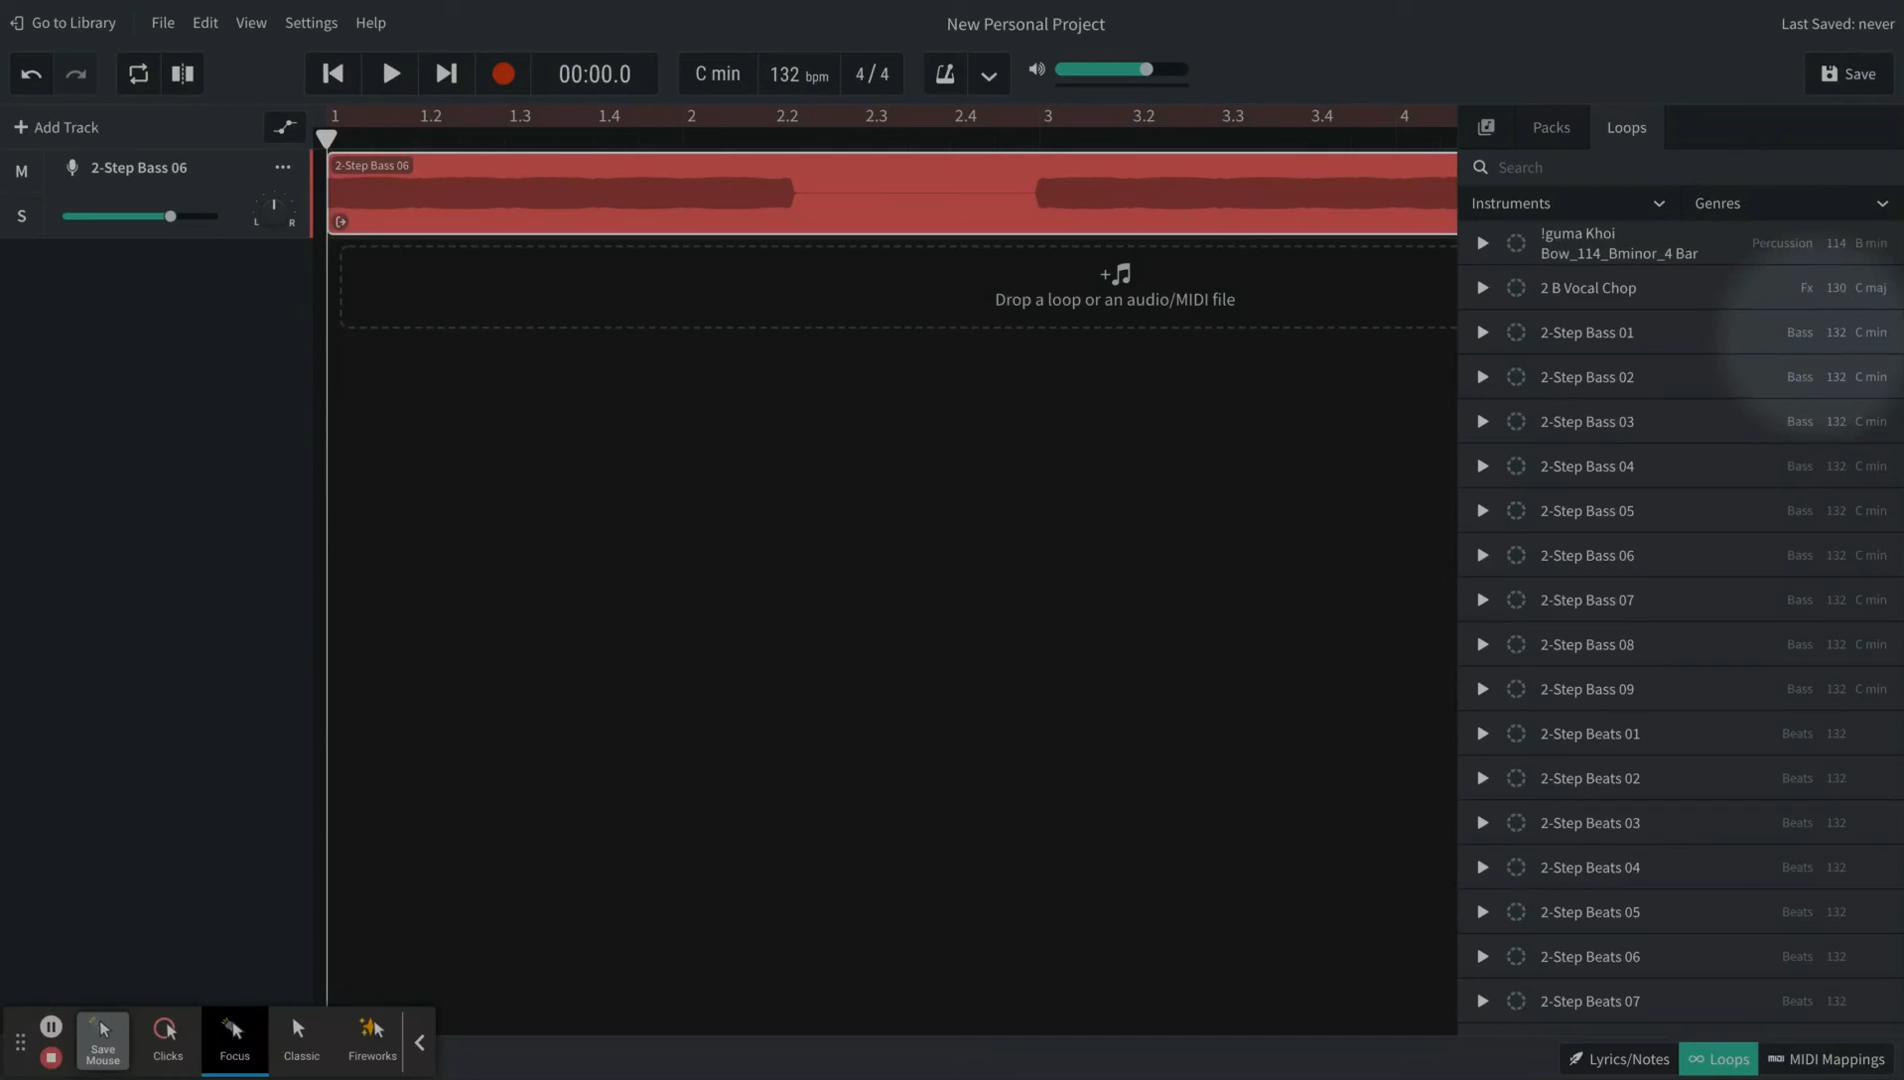 Go to Library File Edit View Settings Help New Personal Project Last Saved: never
00:00.0 C min 132 bpm 4 / 4 Save
1 1.2 1.3 1.4 2 2.2 2.3 2.4 3 3.2 3.3 3.4 4
Add Track
M 2-Step Bass 06 ...
S L R
2-Step Bass 06
Drop a loop or an audio/MIDI file
Packs Loops
Search
Instruments Genres
!guma Khoi
Bow_114_Bminor_4 Bar Percussion 114 B min
2 B Vocal Chop Fx 130 C maj
2-Step Bass 01 Bass 132 C min
2-Step Bass 02 Bass 132 C min
2-Step Bass 03 Bass 132 C min
2-Step Bass 04 Bass 132 C min
2-Step Bass 05 Bass 132 C min
2-Step Bass 06 Bass 132 C min
2-Step Bass 07 Bass 132 C min
2-Step Bass 08 Bass 132 C min
2-Step Bass 09 Bass 132 C min
2-Step Beats 01 Beats 132
2-Step Beats 02 Beats 132
2-Step Beats 03 Beats 132
2-Step Beats 04 Beats 132
2-Step Beats 05 Beats 132
2-Step Beats 06 Beats 132
2-Step Beats 07 Beats 132
Save
Mouse Clicks Focus Classic Fireworks
Lyrics/Notes Loops MIDI MIDI Mappings